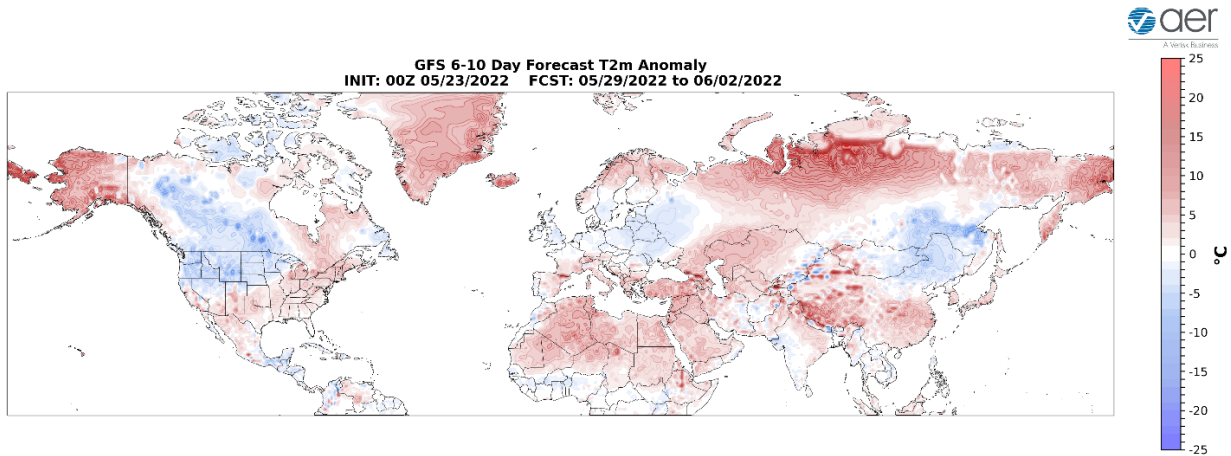 aer
A Verisk Business
GFS 6-10 Day Forecast T2m Anomaly
INIT: 00Z 05/23/2022 FCST: 05/29/2022 to 06/02/2022
25
20
15
10
5
0
-5
-10
-15
-20
-25
°C